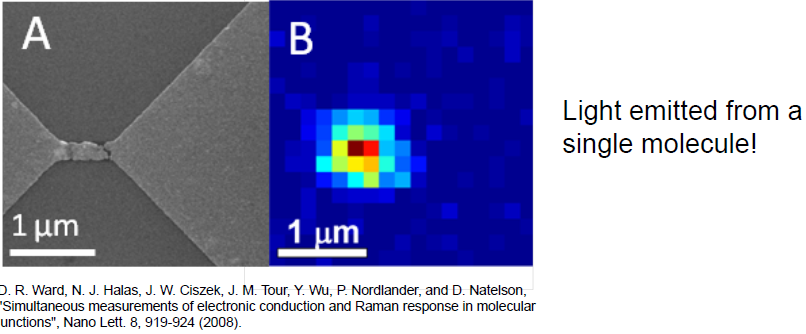 A
B
Light emitted from a
single molecule!
1 μm
1 μm
D. R. Ward, N. J. Halas, J. W. Ciszek, J. M. Tour, Y. Wu, P. Nordlander, and D. Natelson,
"Simultaneous measurements of electronic conduction and Raman response in molecular
unctions", Nano Lett. 8, 919-924 (2008).